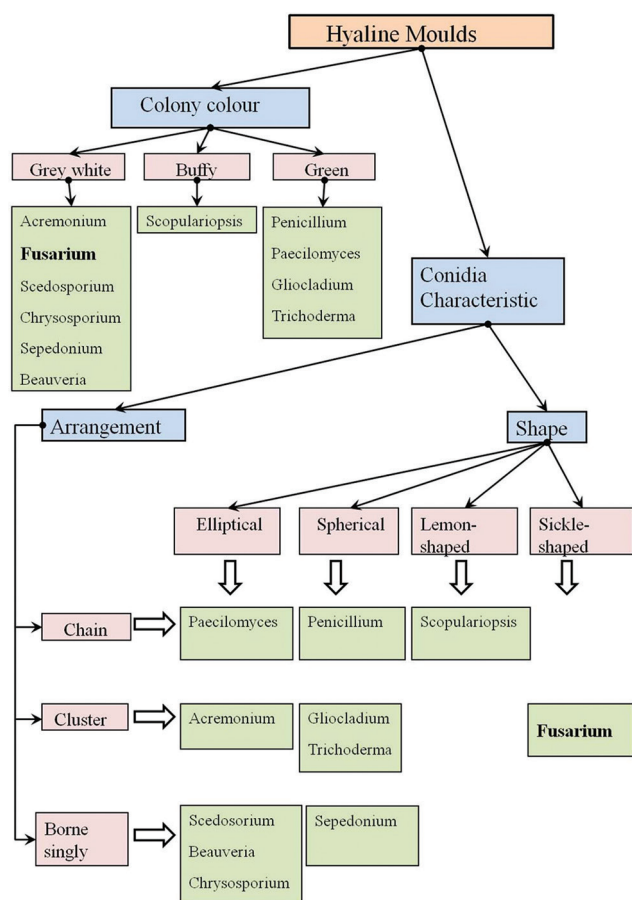 Hyaline Moulds
Colony colour
Grey white
Buffy
Green
Acremonium
Fusarium
Scedosporium
Chrysosporium
Sepedonium
Beauveria
Scopulariopsis
Penicillium
Paecilomyces
Gliocladium
Trichoderma
Conidia
Characteristic
Arrangement
Shape
Elliptical
Spherical
Lemon-
shaped
Sickle-
shaped
Chain
Paecilomyces
Penicillium
Scopulariopsis
Cluster
Acremonium
Gliocladium
Trichoderma
Fusarium
Borne
singly
Scedosorium
Beauveria
Chrysosporium
Sepedonium